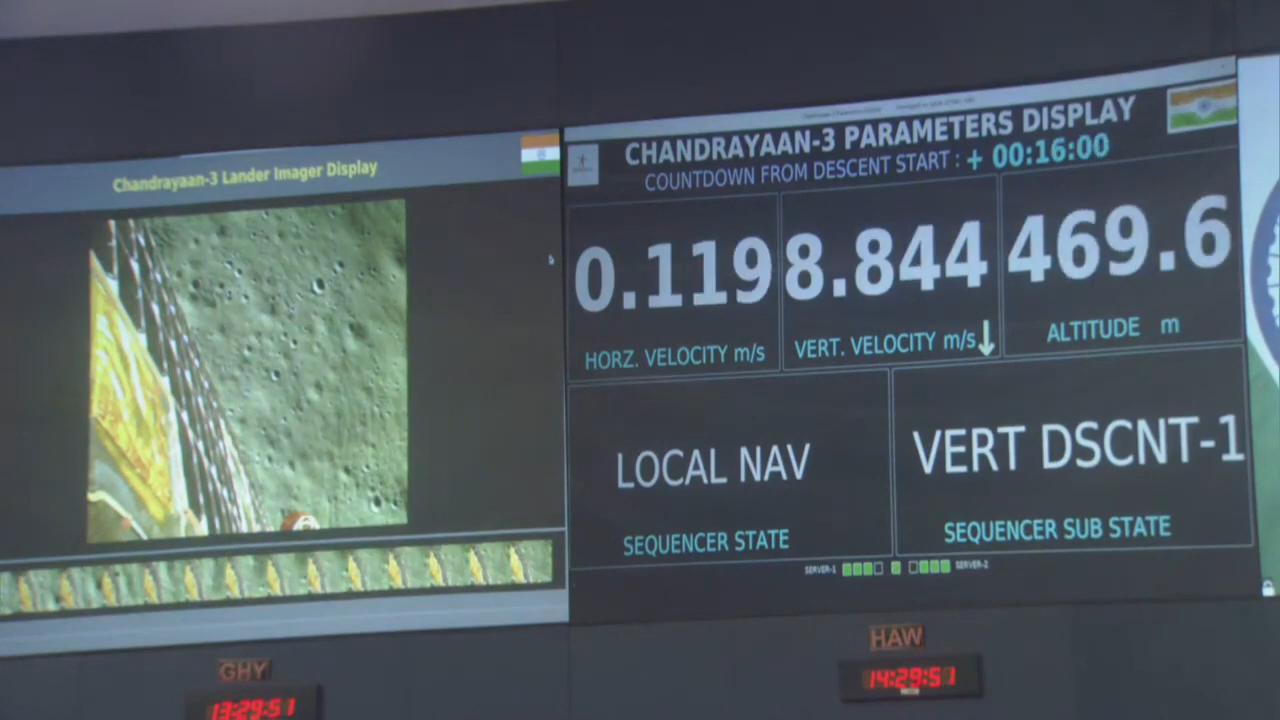 Chandrayaan-3 Lander Imager Display
CHANDRAYAAN-3 PARAMETERS DISPLAY
COUNTDOWN FROM DESCENT START : + 00:16:00
0.119
HORZ. VELOCITY m/s
8.844
VERT. VELOCITY m/s
469.6
ALTITUDE m
LOCAL NAV
SEQUENCER STATE
VERT DSCNT-1
SEQUENCER SUB STATE
SERVER-1
SERVER-2
GHY
13:29:51
HAW
14:29:51